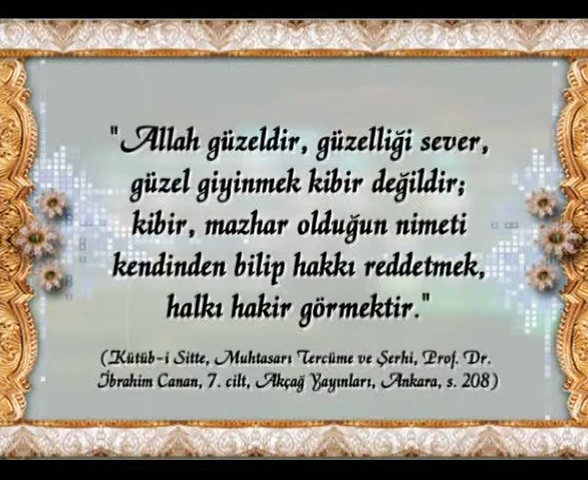 "Allah güzeldir, güzelliği sever,
güzel giyinmek kibir değildir;
kibir, mazhar olduğun nimeti
kendinden bilip hakkı reddetmek,
halkı hakir görmektir."
(Kütüb-i Sitte, Muhtasarı Tercüme ve Şerhi, Prof. Dr.
İbrahim Canan, 7. cilt, Akçağ Yayınları, Ankara, s. 208)